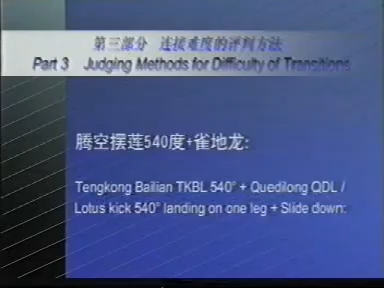 第三部分 连接难度的评判方法
Part 3 Judging Methods for Difficulty of Transitions
腾空摆莲540度+雀地龙:
Tengkong Bailian TKBL 540° + Quedilong QDL /
Lotus kick 540° landing on one leg + Slide down: